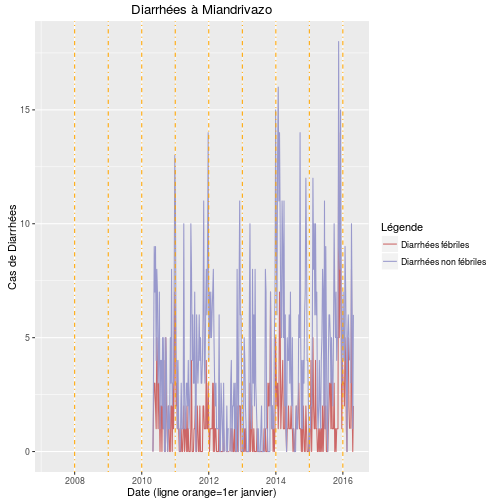 Diarrhées à Miandrivazo
15
10
5
0
Cas de Diarrhées
2008
2010
2012
2014
2016
Date (ligne orange=1er janvier)
Légende
Diarrhées fébriles
Diarrhées non fébriles